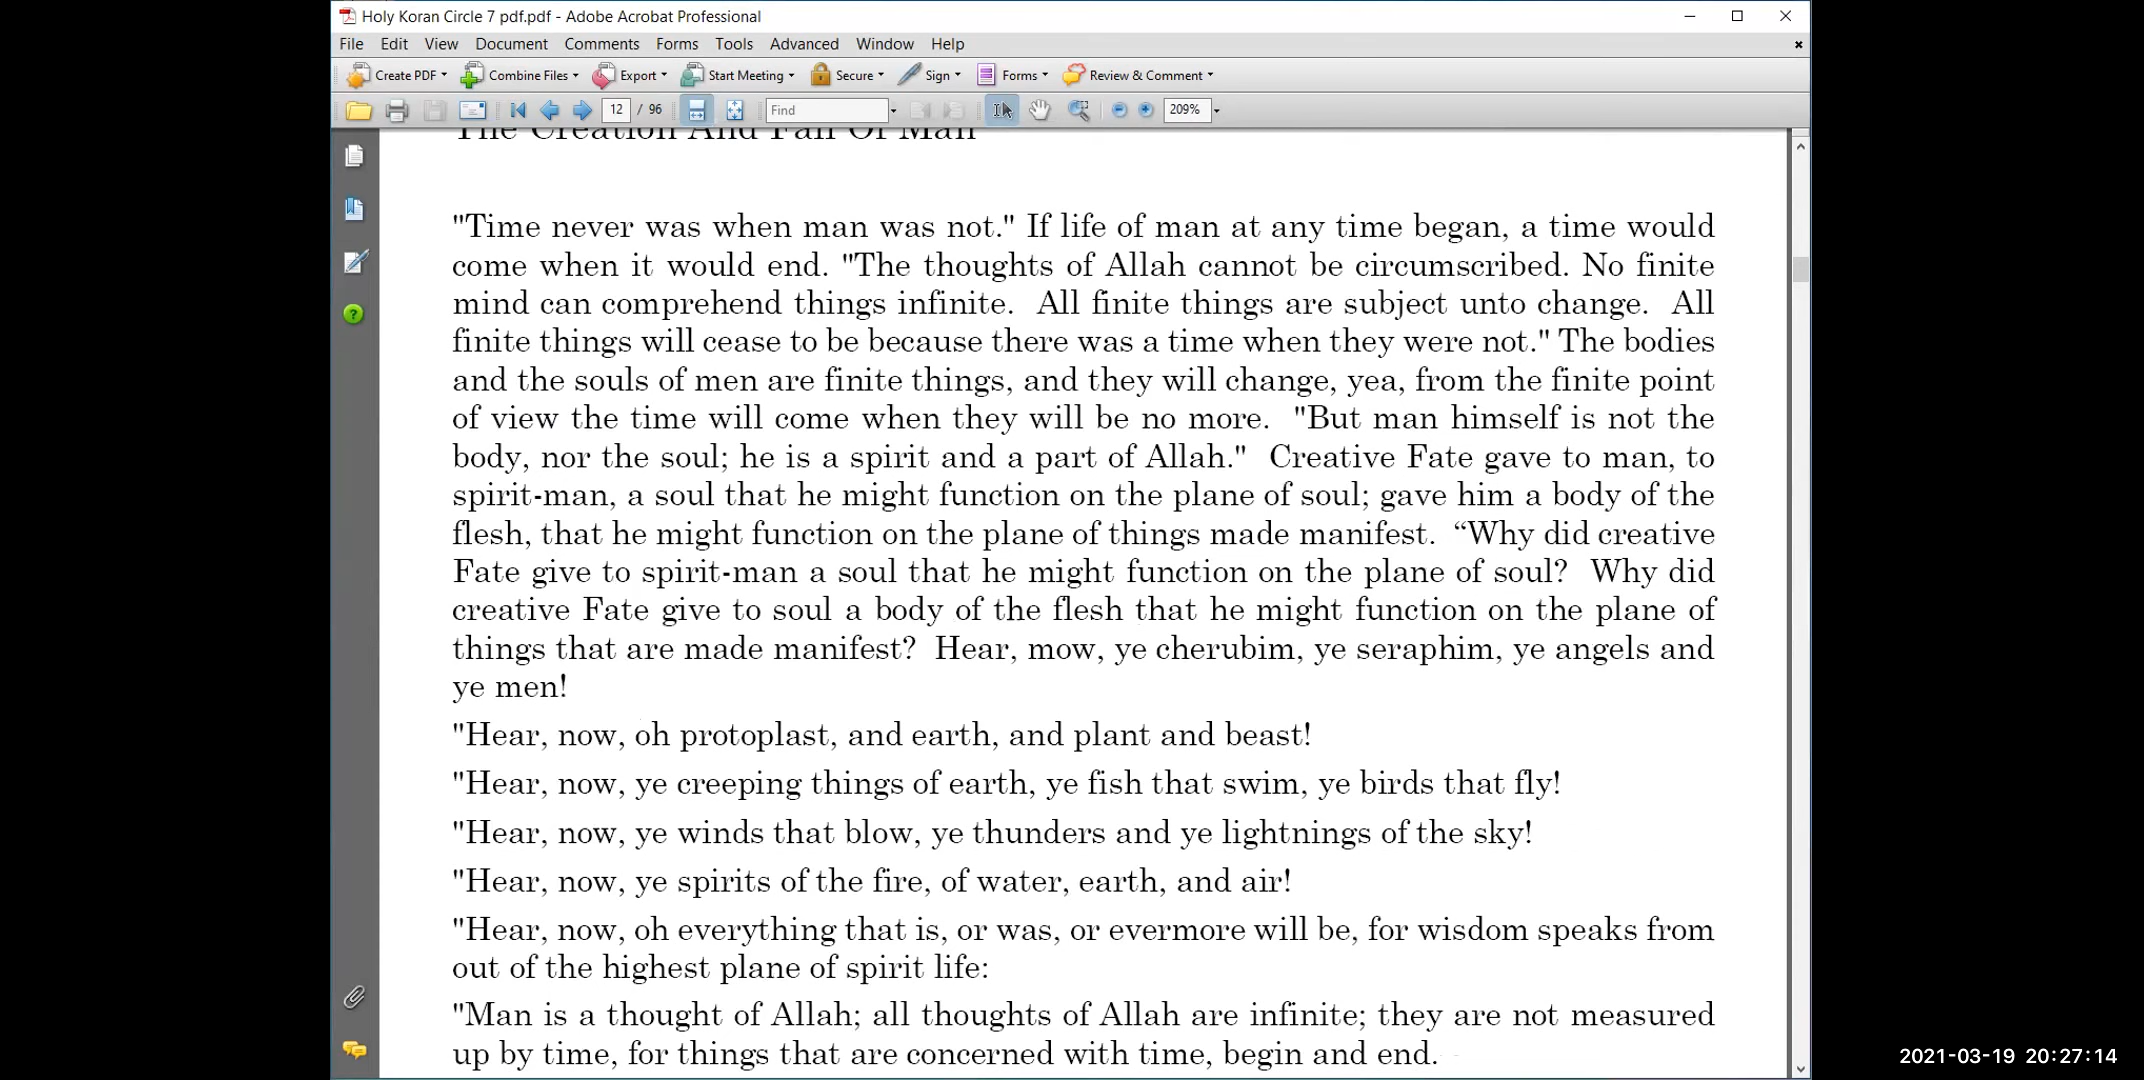 Holy Koran Circle 7 pdf.pdf - Adobe Acrobat Professional
File Edit View Document Comments Forms Tools Advanced Window Help
Create PDF Combine Files Export Start Meeting Secure Sign Forms Review & Comment
12 / 96 Find 209%
The Creation And Fall Of Man
"Time never was when man was not." If life of man at any time began, a time would
come when it would end. "The thoughts of Allah cannot be circumscribed. No finite
mind can comprehend things infinite. All finite things are subject unto change. All
finite things will cease to be because there was a time when they were not." The bodies
and the souls of men are finite things, and they will change, yea, from the finite point
of view the time will come when they will be no more. "But man himself is not the
body, nor the soul; he is a spirit and a part of Allah." Creative Fate gave to man, to
spirit-man, a soul that he might function on the plane of soul; gave him a body of the
flesh, that he might function on the plane of things made manifest. “Why did creative
Fate give to spirit-man a soul that he might function on the plane of soul? Why did
creative Fate give to soul a body of the flesh that he might function on the plane of
things that are made manifest? Hear, mow, ye cherubim, ye seraphim, ye angels and
ye men!
"Hear, now, oh protoplast, and earth, and plant and beast!
"Hear, now, ye creeping things of earth, ye fish that swim, ye birds that fly!
"Hear, now, ye winds that blow, ye thunders and ye lightnings of the sky!
"Hear, now, ye spirits of the fire, of water, earth, and air!
"Hear, now, oh everything that is, or was, or evermore will be, for wisdom speaks from
out of the highest plane of spirit life:
"Man is a thought of Allah; all thoughts of Allah are infinite; they are not measured
up by time, for things that are concerned with time, begin and end.
2021-03-19 20:27:14